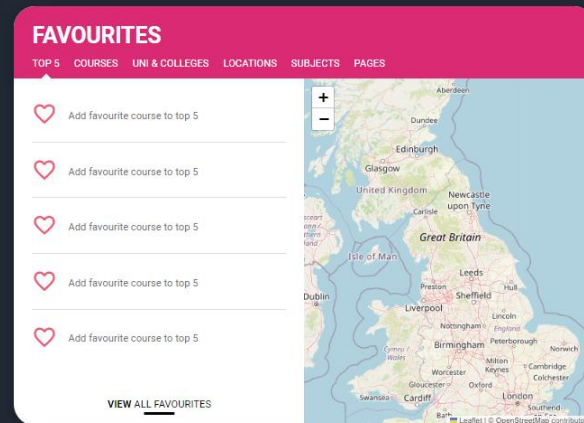 FAVOURITES
TOP 5 COURSES UNI & COLLEGES LOCATIONS SUBJECTS PAGES
Add favourite course to top 5
Add favourite course to top 5
Add favourite course to top 5
Add favourite course to top 5
Add favourite course to top 5
VIEW ALL FAVOURITES
+
−
Aberdeen
Dundee
Edinburgh
Glasgow
United Kingdom
Newcastle
upon Tyne
Carlisle
Great Britain
Isle of Man
Leeds
Preston
Hull
Dublin
Sheffield
Liverpool
Lincoln
Nottingham
England
Birmingham
Peterborough
Norwich
Cymru /
Wales
Milton
Keynes
Cambridge
Worcester
Colchester
Gloucester
Oxford
Swansea
Cardiff
London
Southend-
Bath
Leaflet | © OpenStreetMap contributo